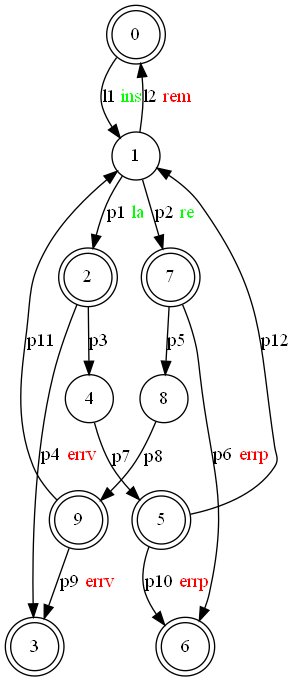 0
l1 ins l2 rem
1
p1 la p2 re
2 7
p11 p3 p5 p12
4 8
p4 errv p7 p8 p6 errp
9 5
p9 errv p10 errp
3 6